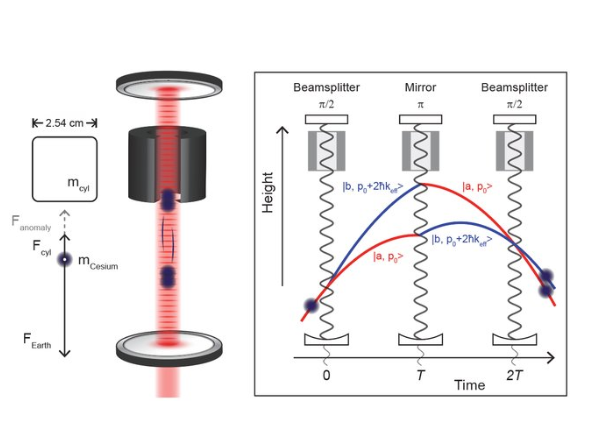 2.54 cm
m_cyl
F_anomaly
F_cyl
m_Cesium
F_Earth
Beamsplitter Mirror Beamsplitter
π/2 π π/2
Height
|b, p₀+2ħk_eff> |a, p₀>
|a, p₀> |b, p₀+2ħk_eff>
0 T 2T
Time